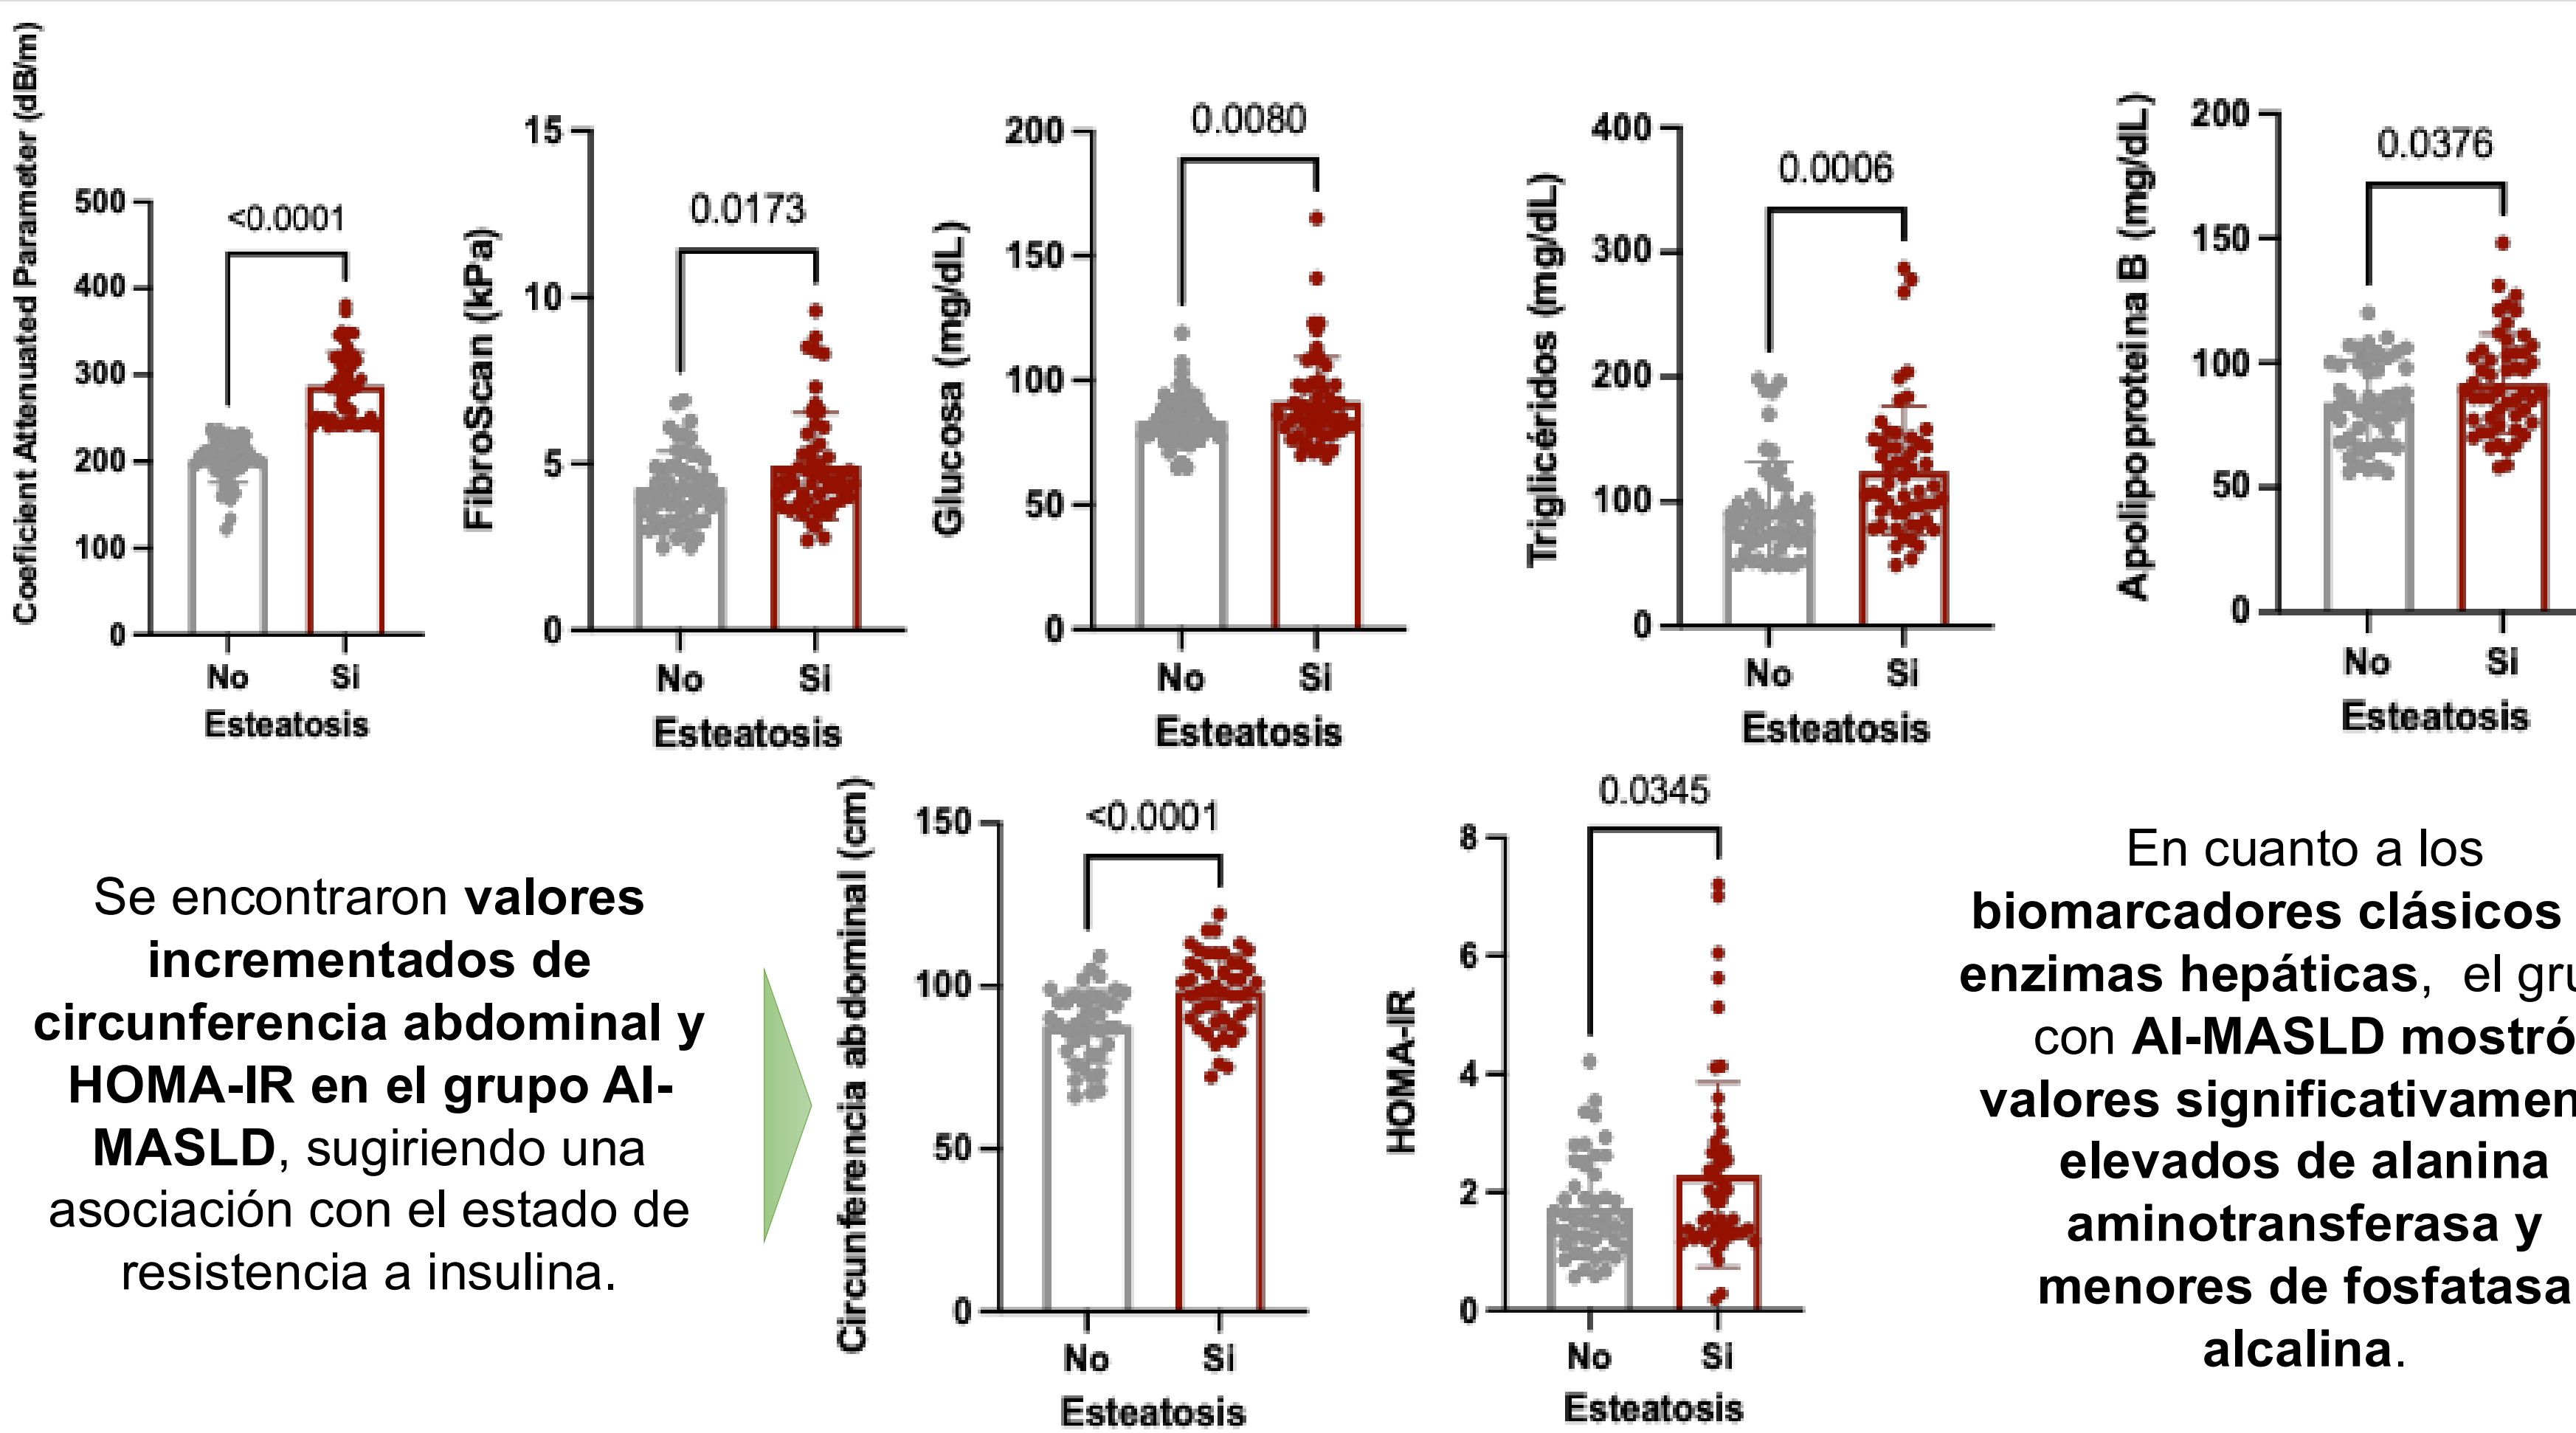 Coeficient Attenuated Parameter (dB/m)
500
400
300
200
100
0
<0.0001
No Si
Esteatosis
FibroScan (kPa)
15
10
5
0
0.0173
No Si
Esteatosis
Glucosa (mg/dL)
200
150
100
50
0
0.0080
No Si
Esteatosis
Triglicéridos (mg/dL)
400
300
200
100
0
0.0006
No Si
Esteatosis
Apolipoproteina B (mg/dL)
200
150
100
50
0
0.0376
No Si
Esteatosis
Se encontraron valores
incrementados de
circunferencia abdominal y
HOMA-IR en el grupo AI-
MASLD, sugiriendo una
asociación con el estado de
resistencia a insulina.
Circunferencia abdominal (cm)
150
100
50
0
<0.0001
No Si
Esteatosis
HOMA-IR
8
6
4
2
0
0.0345
No Si
Esteatosis
En cuanto a los
biomarcadores clásicos
enzimas hepáticas, el
con AI-MASLD mostró
elevados de alanina
aminotransferasa y
menores de fosfatasa
alcalina.